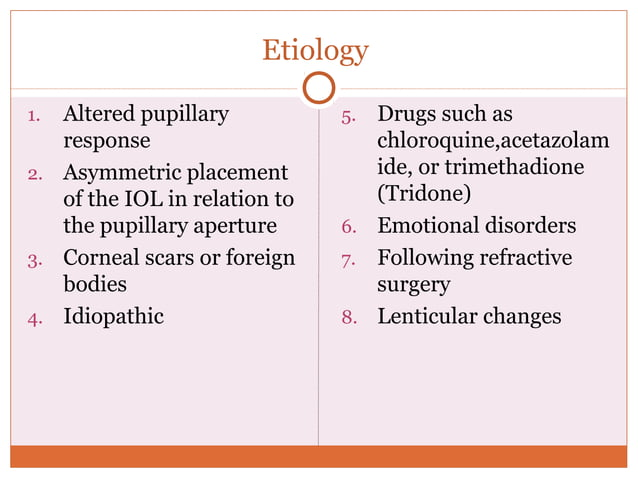 Etiology
1. Altered pupillary
response
2. Asymmetric placement
of the IOL in relation to
the pupillary aperture
3. Corneal scars or foreign
bodies
4. Idiopathic
5. Drugs such as
chloroquine,acetazolam
ide, or trimethadione
(Tridone)
6. Emotional disorders
7. Following refractive
surgery
8. Lenticular changes